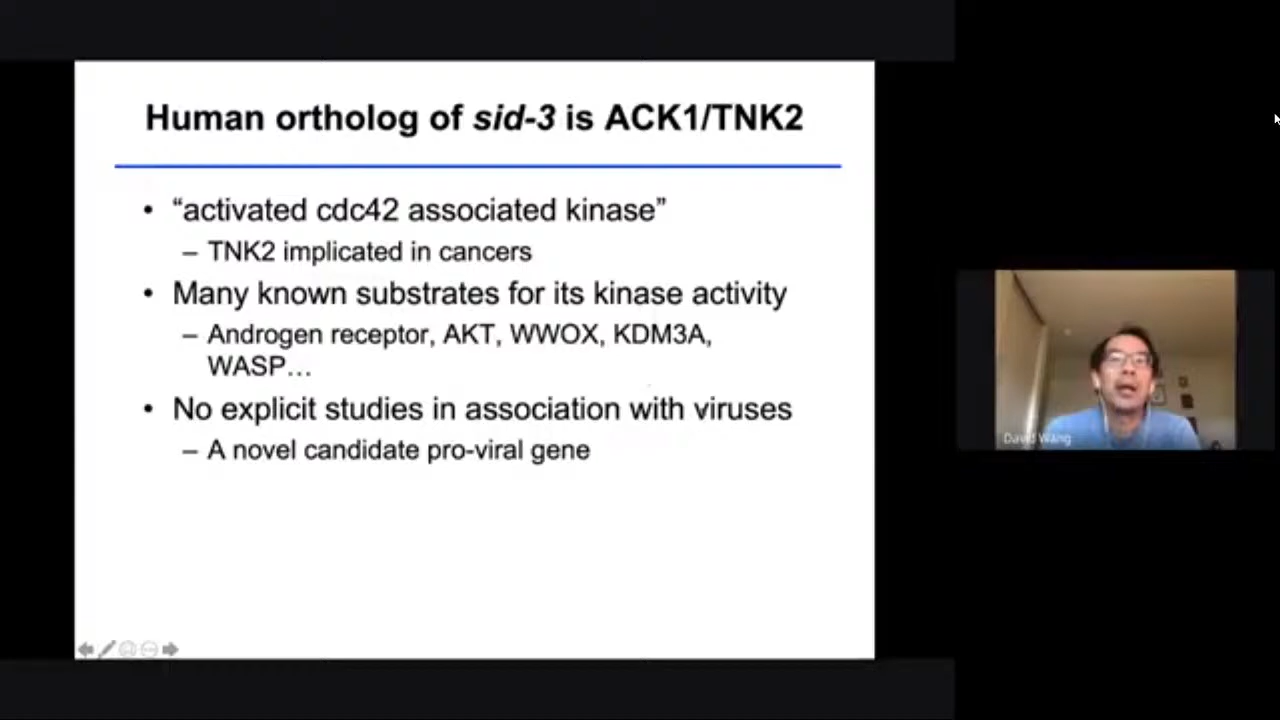 Human ortholog of sid-3 is ACK1/TNK2
• “activated cdc42 associated kinase”
– TNK2 implicated in cancers
• Many known substrates for its kinase activity
– Androgen receptor, AKT, WWOX, KDM3A,
WASP…
• No explicit studies in association with viruses
– A novel candidate pro-viral gene
David Wang